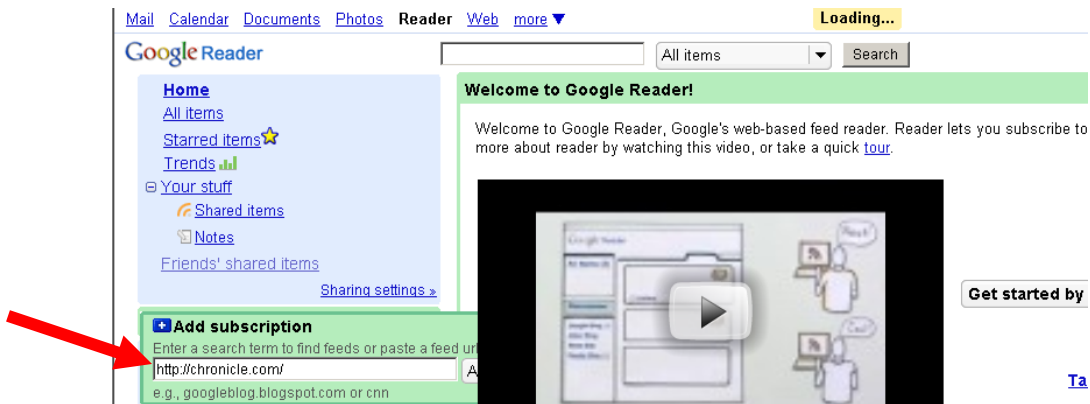 Mail Calendar Documents Photos Reader Web more ▼ Loading...
Google Reader All items Search
Home
All items
Starred items
Trends
Your stuff
Shared items
Notes
Friends' shared items
Sharing settings »
Add subscription
Enter a search term to find feeds or paste a feed url
http://chronicle.com/ A
e.g., googleblog.blogspot.com or cnn
Welcome to Google Reader!
Welcome to Google Reader, Google's web-based feed reader. Reader lets you subscribe to
more about reader by watching this video, or take a quick tour.
Google Reader
Get started by
Ta